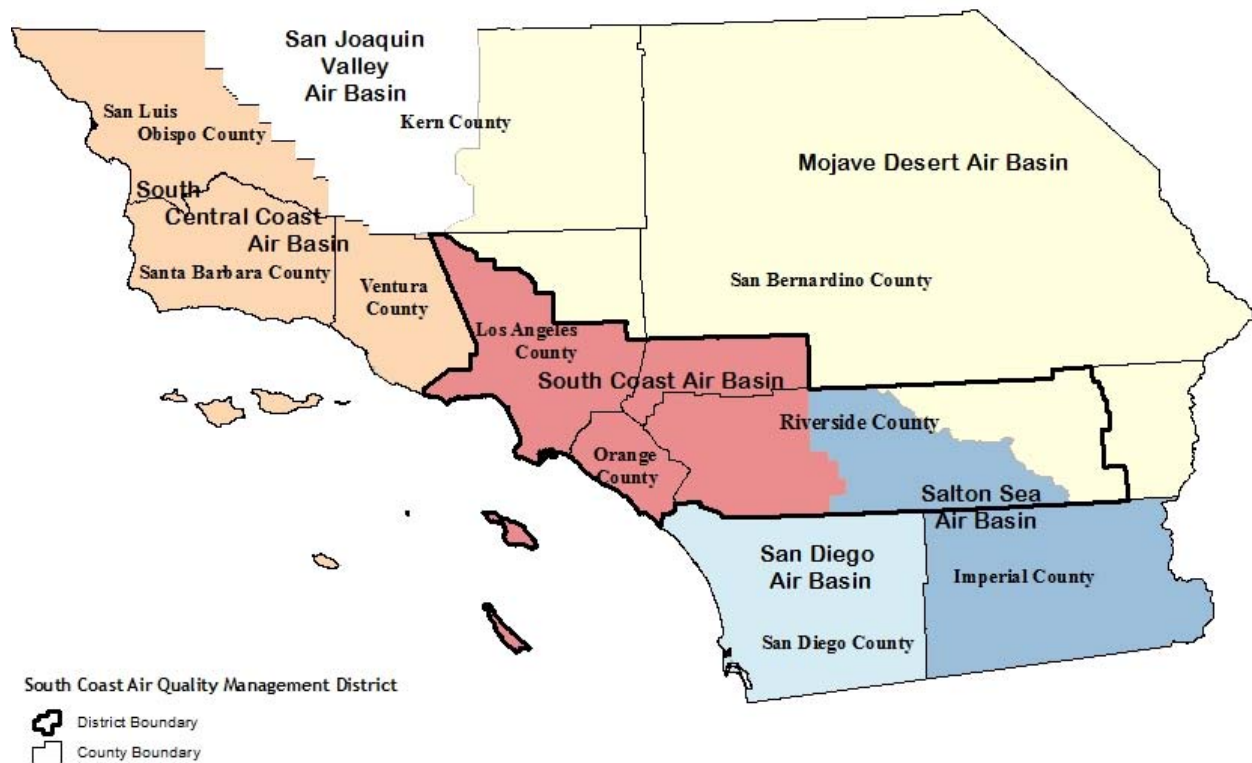 San Joaquin
Valley
Air Basin
San Luis
Obispo County
Kern County
Mojave Desert Air Basin
South
Central Coast
Air Basin
Santa Barbara County
Ventura
County
San Bernardino County
Los Angeles
County
South Coast Air Basin
Riverside County
Orange
County
Salton Sea
Air Basin
San Diego
Air Basin
Imperial County
San Diego County
South Coast Air Quality Management District
District Boundary
County Boundary